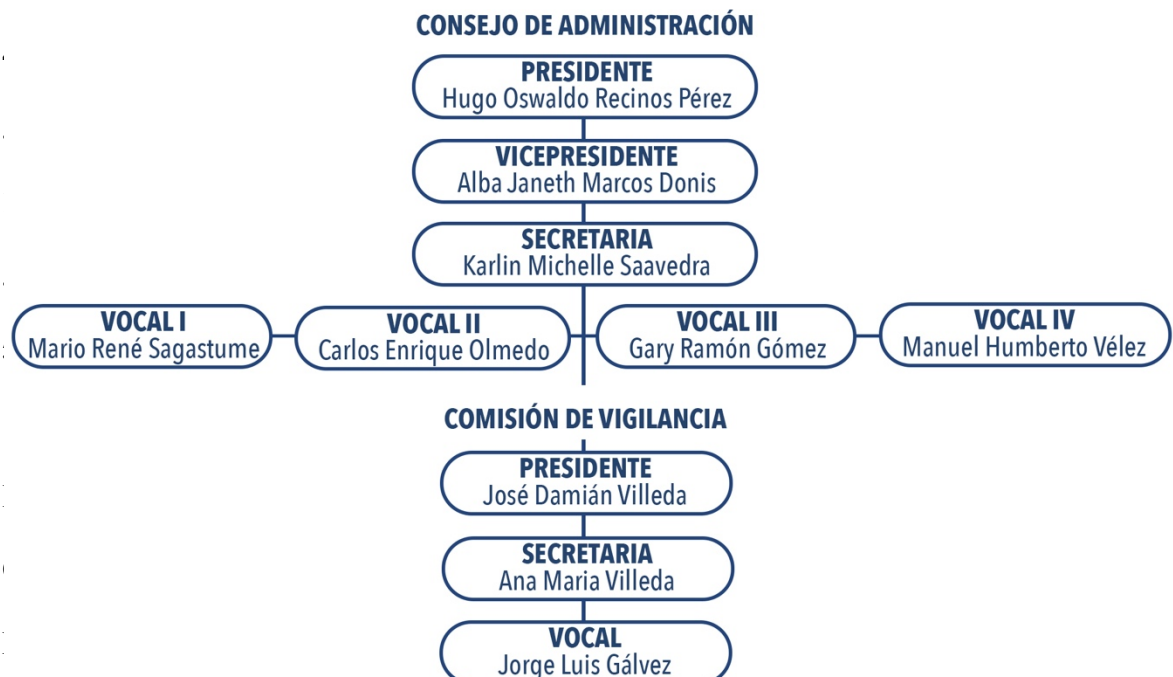 CONSEJO DE ADMINISTRACIÓN
PRESIDENTE
Hugo Oswaldo Recinos Pérez
VICEPRESIDENTE
Alba Janeth Marcos Donis
SECRETARIA
Karlin Michelle Saavedra
VOCAL I
Mario René Sagastume
VOCAL II
Carlos Enrique Olmedo
VOCAL III
Gary Ramón Gómez
VOCAL IV
Manuel Humberto Vélez
COMISIÓN DE VIGILANCIA
PRESIDENTE
José Damián Villeda
SECRETARIA
Ana Maria Villeda
VOCAL
Jorge Luis Gálvez